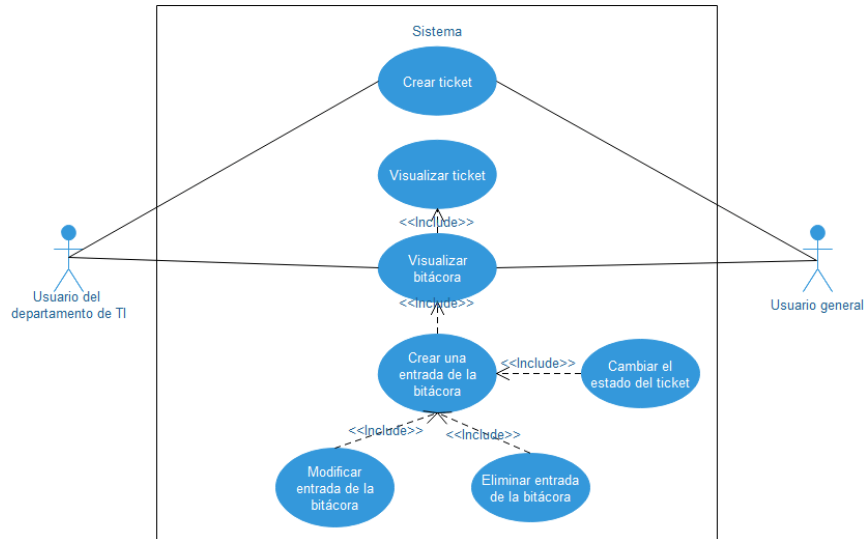 Sistema
Crear ticket
Visualizar ticket
<<Include>>
Visualizar
bitácora
<<Include>>
Usuario del
departamento de TI
Usuario general
Crear una
entrada de la
bitácora
<<Include>>
Cambiar el
estado del ticket
<<Include>>
<<Include>>
Modificar
entrada de la
bitácora
Eliminar entrada
de la bitácora